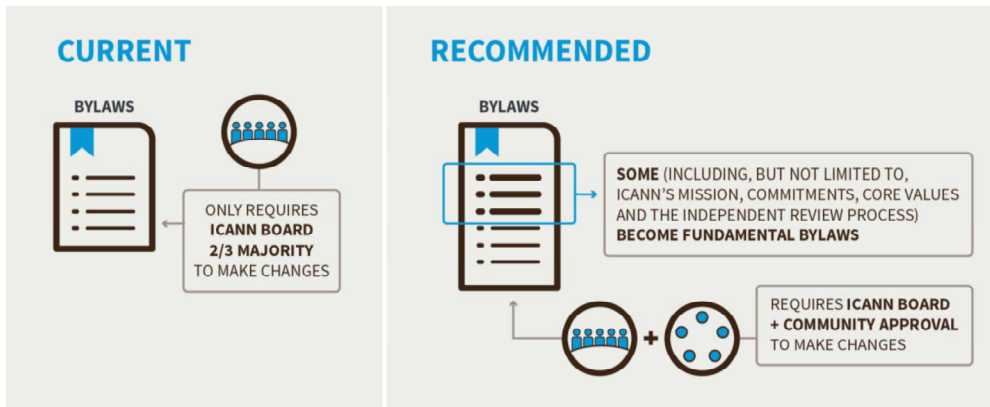 CURRENT
BYLAWS
ONLY REQUIRES
ICANN BOARD
2/3 MAJORITY
TO MAKE CHANGES
RECOMMENDED
BYLAWS
SOME (INCLUDING, BUT NOT LIMITED TO,
ICANN'S MISSION, COMMITMENTS, CORE VALUES
AND THE INDEPENDENT REVIEW PROCESS)
BECOME FUNDAMENTAL BYLAWS
+
REQUIRES ICANN BOARD
+ COMMUNITY APPROVAL
TO MAKE CHANGES